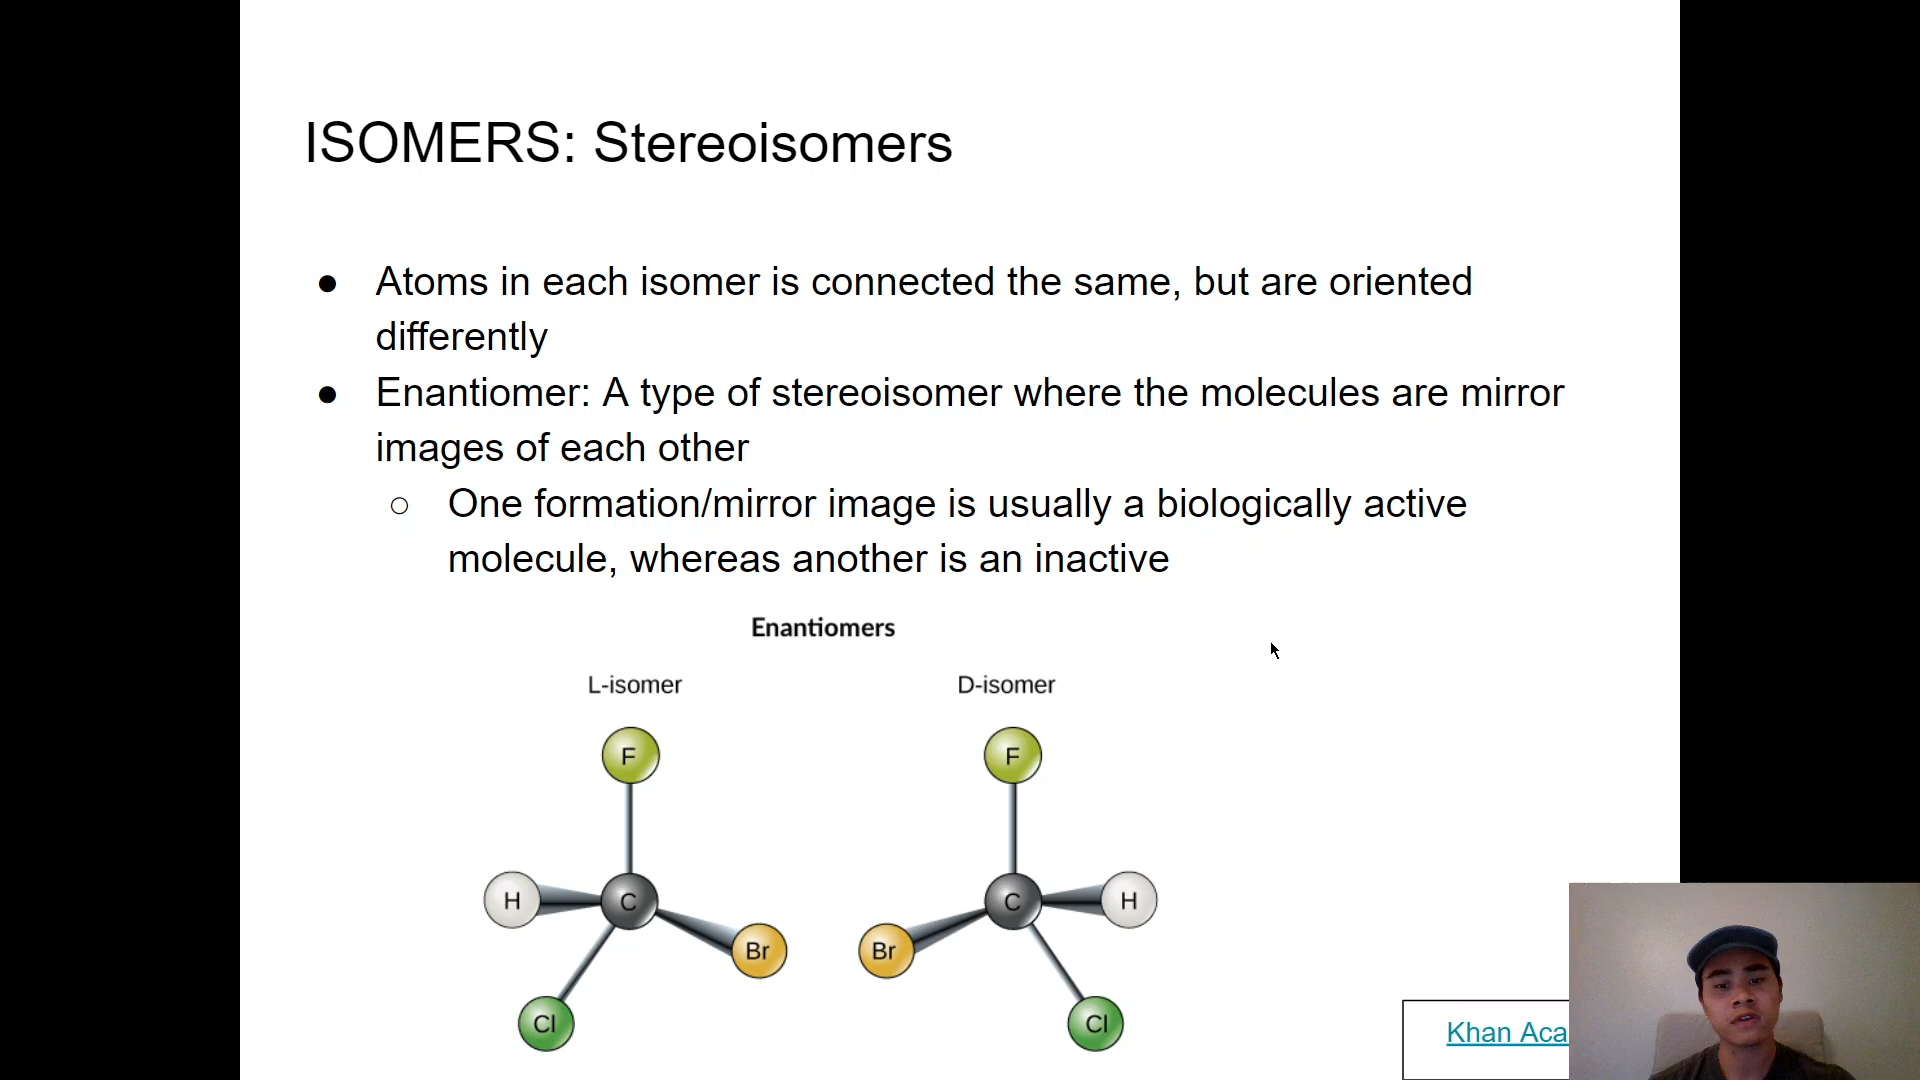 ISOMERS: Stereoisomers
● Atoms in each isomer is connected the same, but are oriented
differently
● Enantiomer: A type of stereoisomer where the molecules are mirror
images of each other
○ One formation/mirror image is usually a biologically active
molecule, whereas another is an inactive
Enantiomers
L-isomer D-isomer
F F
H C C H
Br Br
Cl Cl
Khan Aca